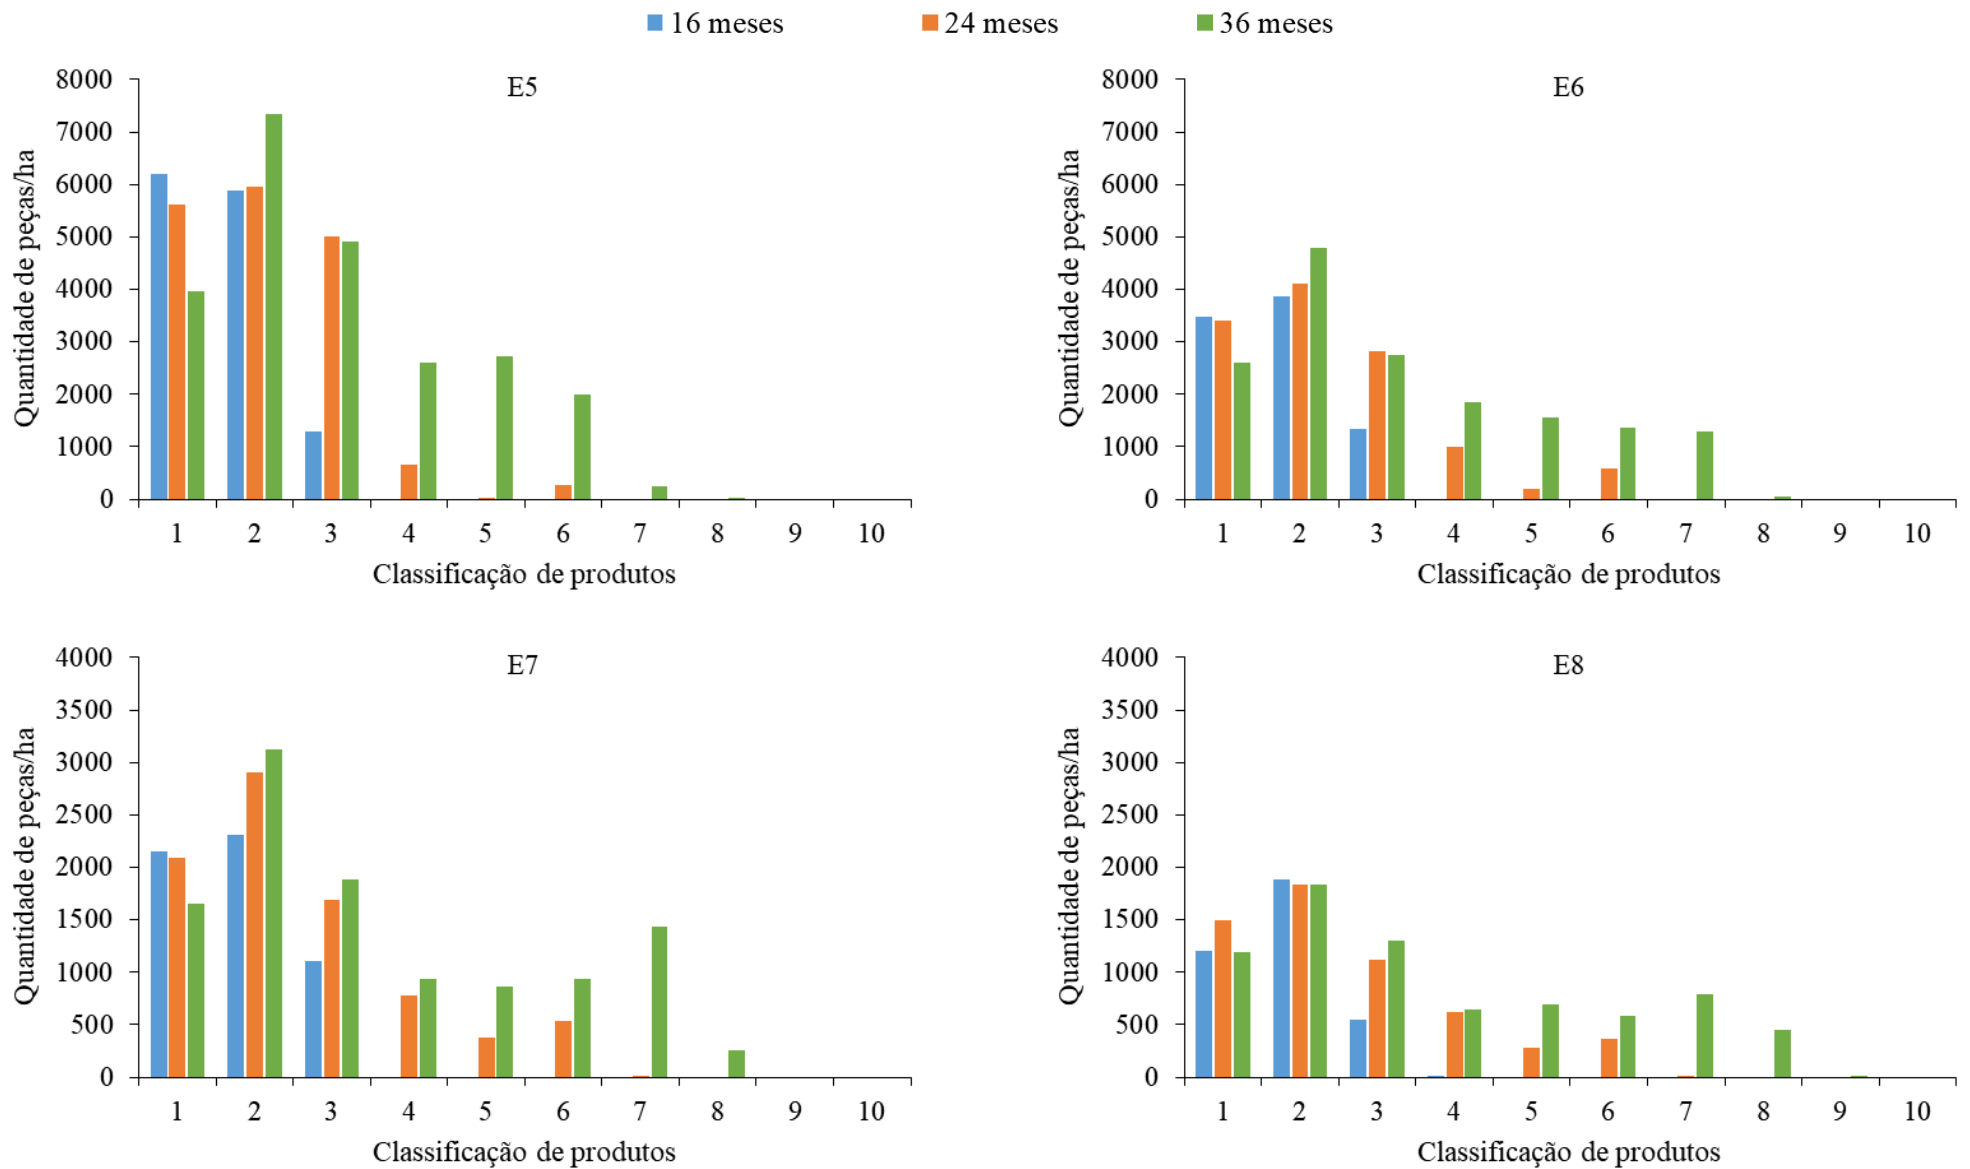 16 meses 24 meses 36 meses
E5
8000
7000
6000
5000
4000
3000
2000
1000
0
Quantidade de peças/ha
1 2 3 4 5 6 7 8 9 10
Classificação de produtos
E6
8000
7000
6000
5000
4000
3000
2000
1000
0
Quantidade de peças/ha
1 2 3 4 5 6 7 8 9 10
Classificação de produtos
E7
4000
3500
3000
2500
2000
1500
1000
500
0
Quantidade de peças/ha
1 2 3 4 5 6 7 8 9 10
Classificação de produtos
E8
4000
3500
3000
2500
2000
1500
1000
500
0
Quantidade de peças/ha
1 2 3 4 5 6 7 8 9 10
Classificação de produtos